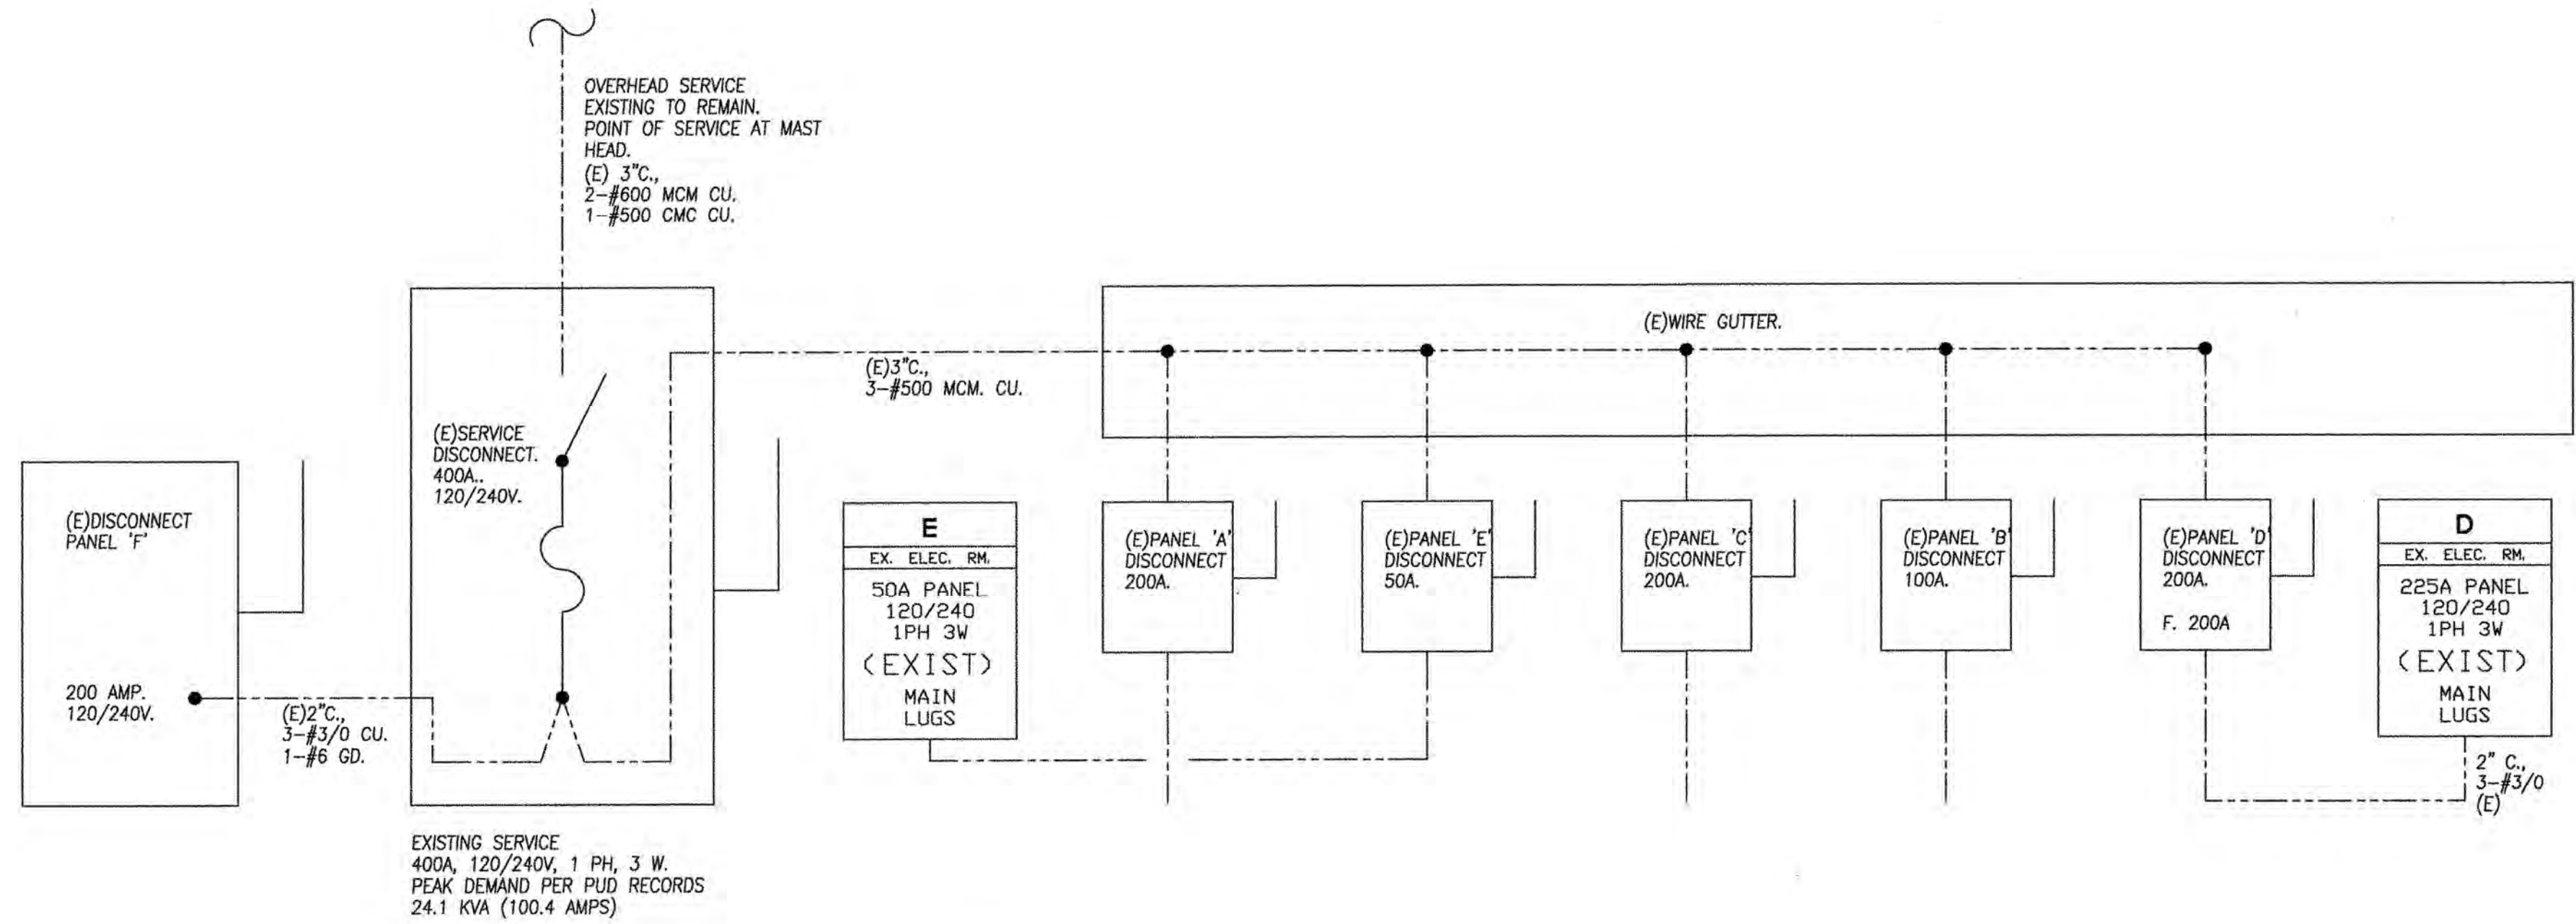 OVERHEAD SERVICE
EXISTING TO REMAIN.
POINT OF SERVICE AT MAST
HEAD.
(E) 3"C.,
2-#600 MCM CU.
1-#500 CMC CU.
(E)WIRE GUTTER.
(E)3"C.,
3-#500 MCM. CU.
(E)SERVICE
DISCONNECT.
400A..
120/240V.
(E)DISCONNECT
PANEL 'F'
200 AMP.
120/240V.
(E)2"C.,
3-#3/0 CU.
1-#6 GD.
EXISTING SERVICE
400A, 120/240V, 1 PH, 3 W.
PEAK DEMAND PER PUD RECORDS
24.1 KVA (100.4 AMPS)
E
EX. ELEC. RM.
50A PANEL
120/240
1PH 3W
(EXIST)
MAIN
LUGS
(E)PANEL 'A'
DISCONNECT
200A.
(E)PANEL 'E'
DISCONNECT
50A.
(E)PANEL 'C'
DISCONNECT
200A.
(E)PANEL 'B'
DISCONNECT
100A.
(E)PANEL 'D'
DISCONNECT
200A.
F. 200A
D
EX. ELEC. RM.
225A PANEL
120/240
1PH 3W
(EXIST)
MAIN
LUGS
2" C.,
3-#3/0
(E)